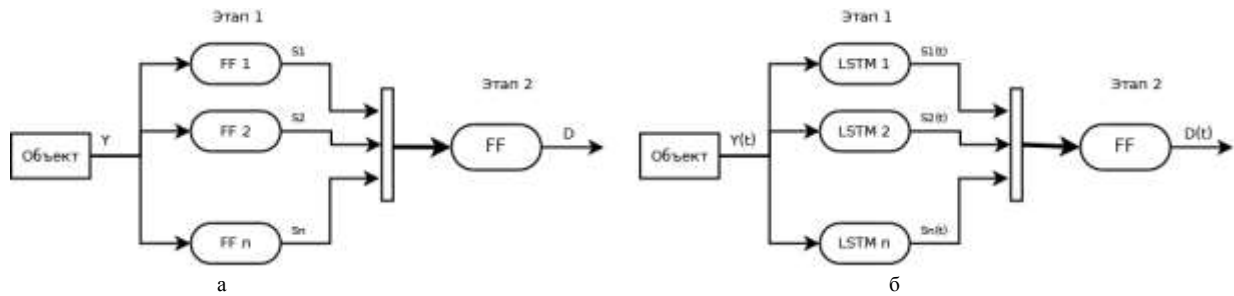 Этап 1
FF 1
S1
Этап 2
FF 2
S2
Объект
Y
FF
D
FF n
Sn
а
Этап 1
LSTM 1
S1(t)
Этап 2
LSTM 2
S2(t)
Объект
Y(t)
FF
D(t)
LSTM n
Sn(t)
б